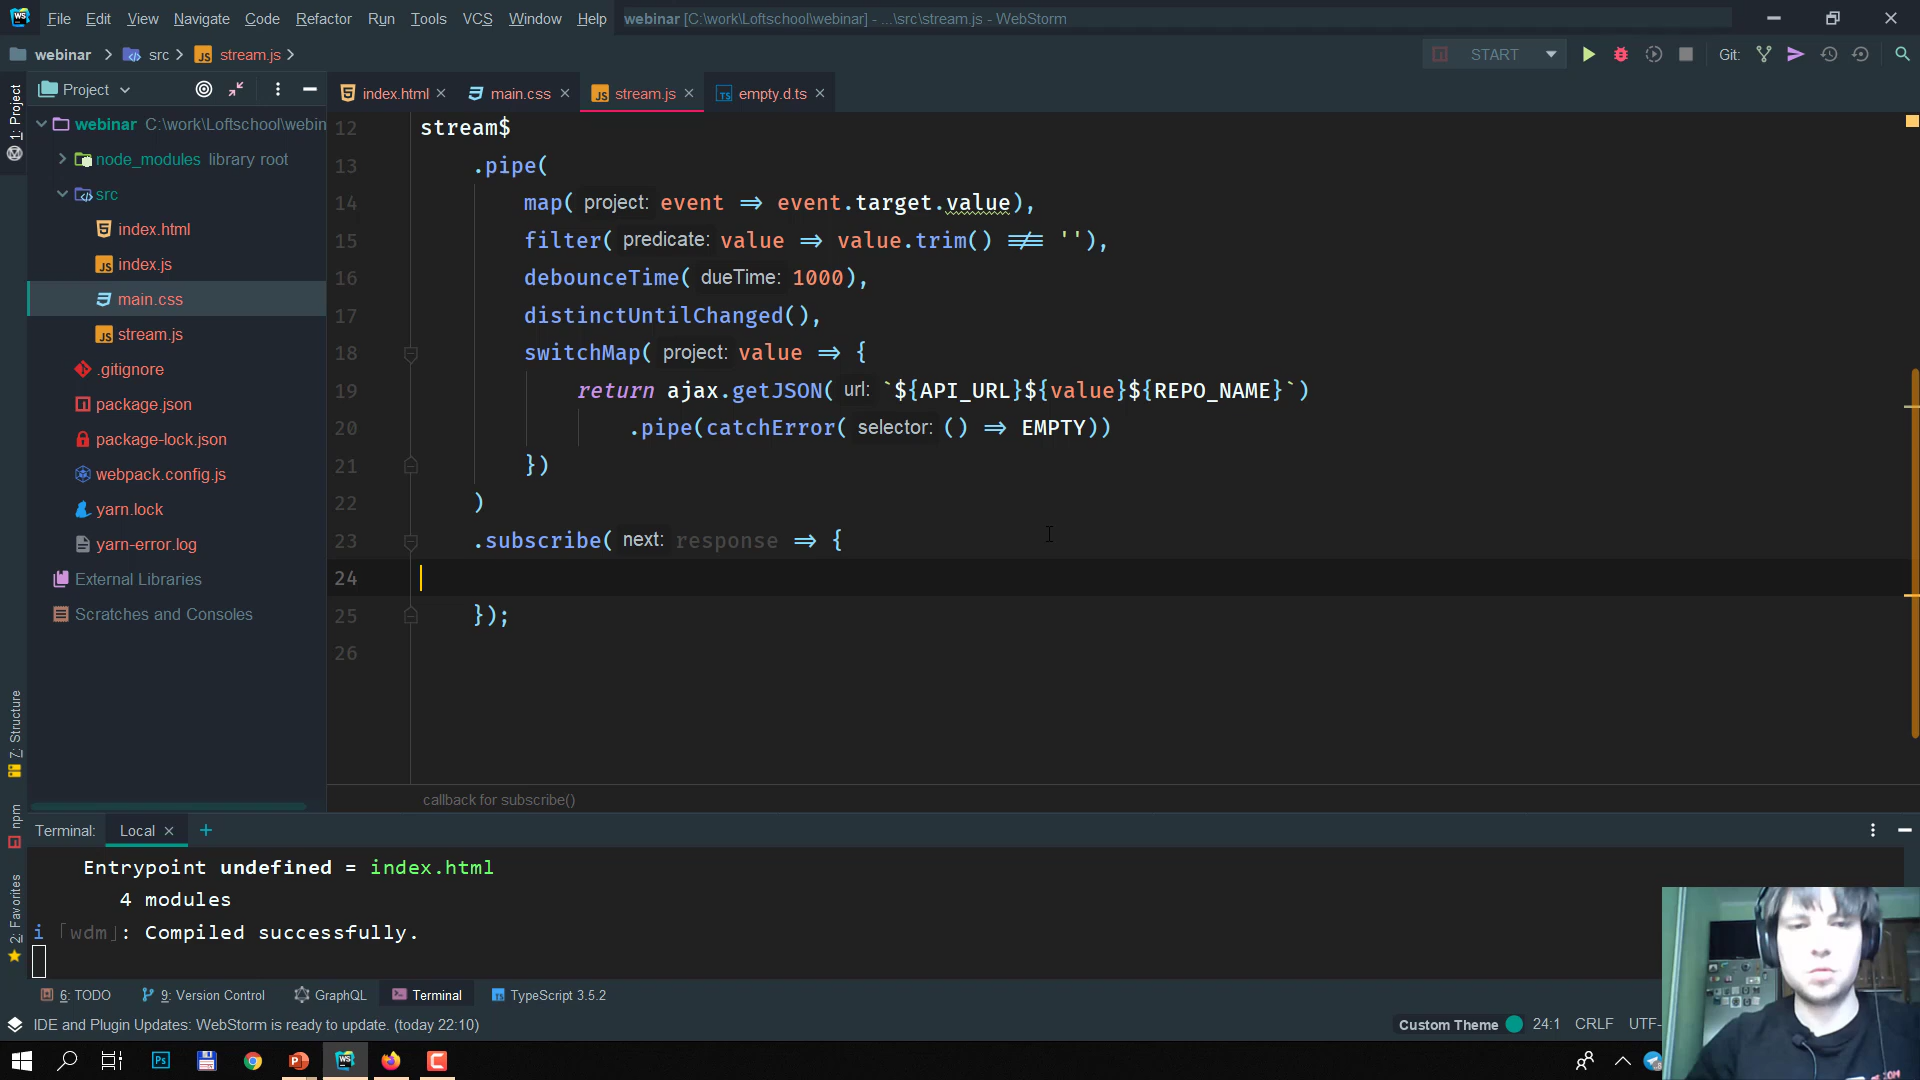 File Edit View Navigate Code Refactor Run Tools VCS Window Help webinar [C:\work\Loftschool\webinar] - ...\src\stream.js - WebStorm
webinar src stream.js START Git:
Project
index.html main.css stream.js empty.d.ts
1: Project
webinar C:\work\Loftschool\webin
node_modules library root
src
index.html
index.js
main.css
stream.js
.gitignore
package.json
package-lock.json
webpack.config.js
yarn.lock
yarn-error.log
External Libraries
Scratches and Consoles
12 stream$
13 .pipe(
14 map( project: event => event.target.value),
15 filter( predicate: value => value.trim() !== ''),
16 debounceTime( dueTime: 1000),
17 distinctUntilChanged(),
18 switchMap( project: value => {
19 return ajax.getJSON( url: `${API_URL}${value}${REPO_NAME}`)
20 .pipe(catchError( selector: () => EMPTY))
21 })
22 )
23 .subscribe( next: response => {
24
25 });
26
callback for subscribe()
7: Structure
npm
2: Favorites
Terminal: Local +
Entrypoint undefined = index.html
4 modules
i 「wdm」: Compiled successfully.
6: TODO 9: Version Control GraphQL Terminal TypeScript 3.5.2
IDE and Plugin Updates: WebStorm is ready to update. (today 22:10) Custom Theme 24:1 CRLF UTF-